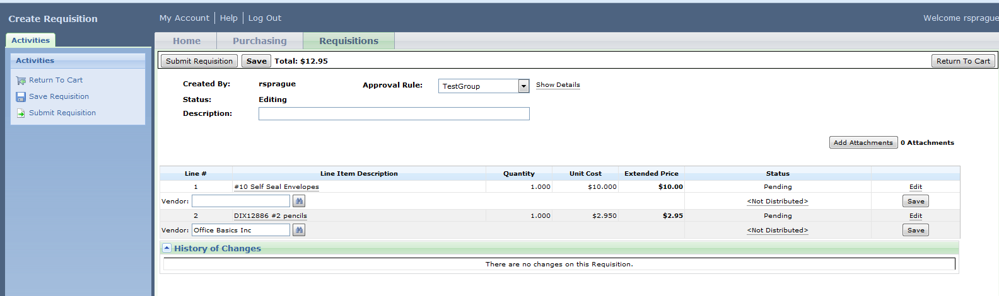 Create Requisition
My Account Help Log Out
Welcome rsprague
Activities
Home Purchasing Requisitions
Activities
Return To Cart
Save Requisition
Submit Requisition
Submit Requisition Save Total: $12.95 Return To Cart
Created By: rsprague Approval Rule: TestGroup Show Details
Status: Editing
Description:
Add Attachments 0 Attachments
Line # Line Item Description Quantity Unit Cost Extended Price Status
1 #10 Self Seal Envelopes 1.000 $10.000 $10.00 Pending Edit
Vendor: <Not Distributed> Save
2 DIX12886 #2 pencils 1.000 $2.950 $2.95 Pending Edit
Vendor: Office Basics Inc <Not Distributed> Save
History of Changes
There are no changes on this Requisition.